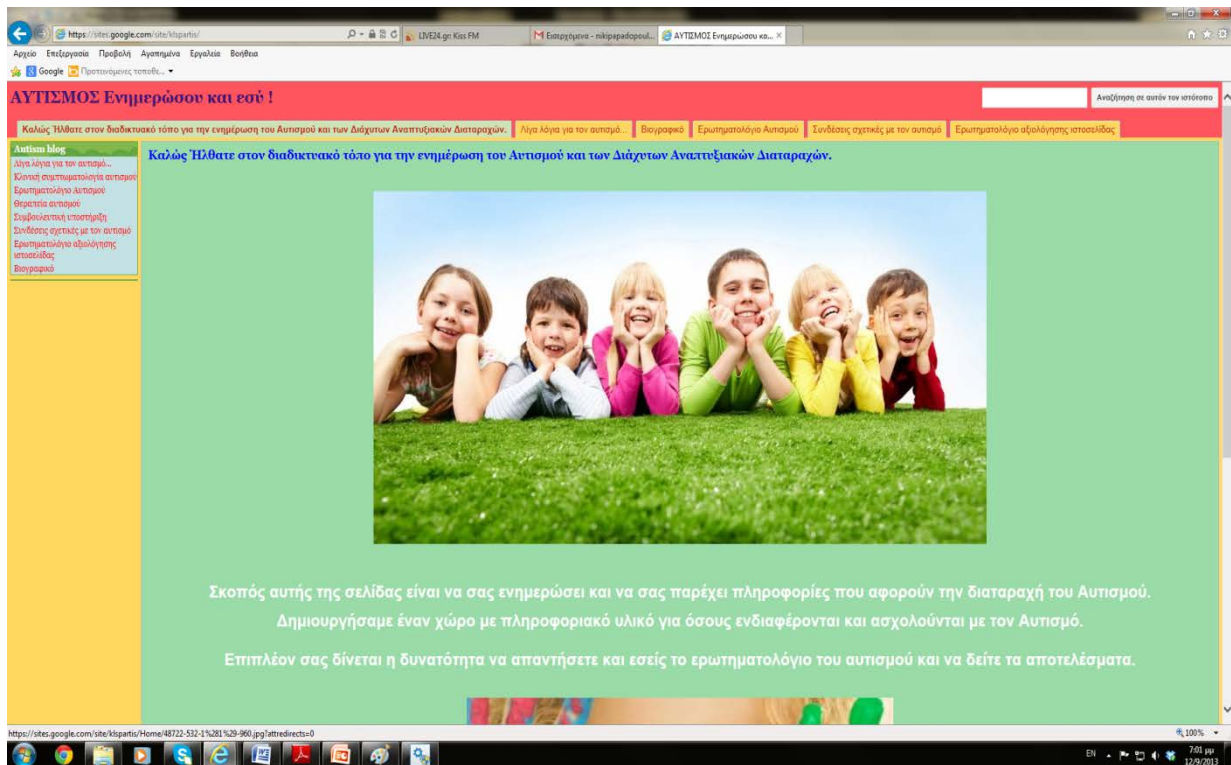 https://sites.google.com/site/klspartis/
LIVE24.gr: Kiss FM
Εισερχόμενα - nikipapadopoul...
ΑΥΤΙΣΜΟΣ Ενημερώσου κα...
Αρχείο Επεξεργασία Προβολή Αγαπημένα Εργαλεία Βοήθεια
Google Προτεινόμενες τοποθε...
ΑΥΤΙΣΜΟΣ Ενημερώσου και εσύ !
Αναζήτηση σε αυτόν τον ιστότοπο
Καλώς Ήλθατε στον διαδικτυακό τόπο για την ενημέρωση του Αυτισμού και των Διάχυτων Αναπτυξιακών Διαταραχών.
Λίγα λόγια για τον αυτισμό...
Βιογραφικό
Ερωτηματολόγιο Αυτισμού
Συνδέσεις σχετικές με τον αυτισμό
Ερωτηματολόγιο αξιολόγησης ιστοσελίδας
Autism blog
Λίγα λόγια για τον αυτισμό...
Κλινική συμπτωματολογία αυτισμού
Ερωτηματολόγιο Αυτισμού
Θεραπεία αυτισμού
Συμβουλευτική υποστήριξη
Συνδέσεις σχετικές με τον αυτισμό
Ερωτηματολόγιο αξιολόγησης
ιστοσελίδας
Βιογραφικό
Καλώς Ήλθατε στον διαδικτυακό τόπο για την ενημέρωση του Αυτισμού και των Διάχυτων Αναπτυξιακών Διαταραχών.
Σκοπός αυτής της σελίδας είναι να σας ενημερώσει και να σας παρέχει πληροφορίες που αφορούν την διαταραχή του Αυτισμού.
Δημιουργήσαμε έναν χώρο με πληροφοριακό υλικό για όσους ενδιαφέρονται και ασχολούνται με τον Αυτισμό.
Επιπλέον σας δίνεται η δυνατότητα να απαντήσετε και εσείς το ερωτηματολόγιο του αυτισμού και να δείτε τα αποτελέσματα.
https://sites.google.com/site/klspartis/Home/48722-532-1%281%29-960.jpg?attredirects=0
100%
EN
7:01 μμ
12/9/2013